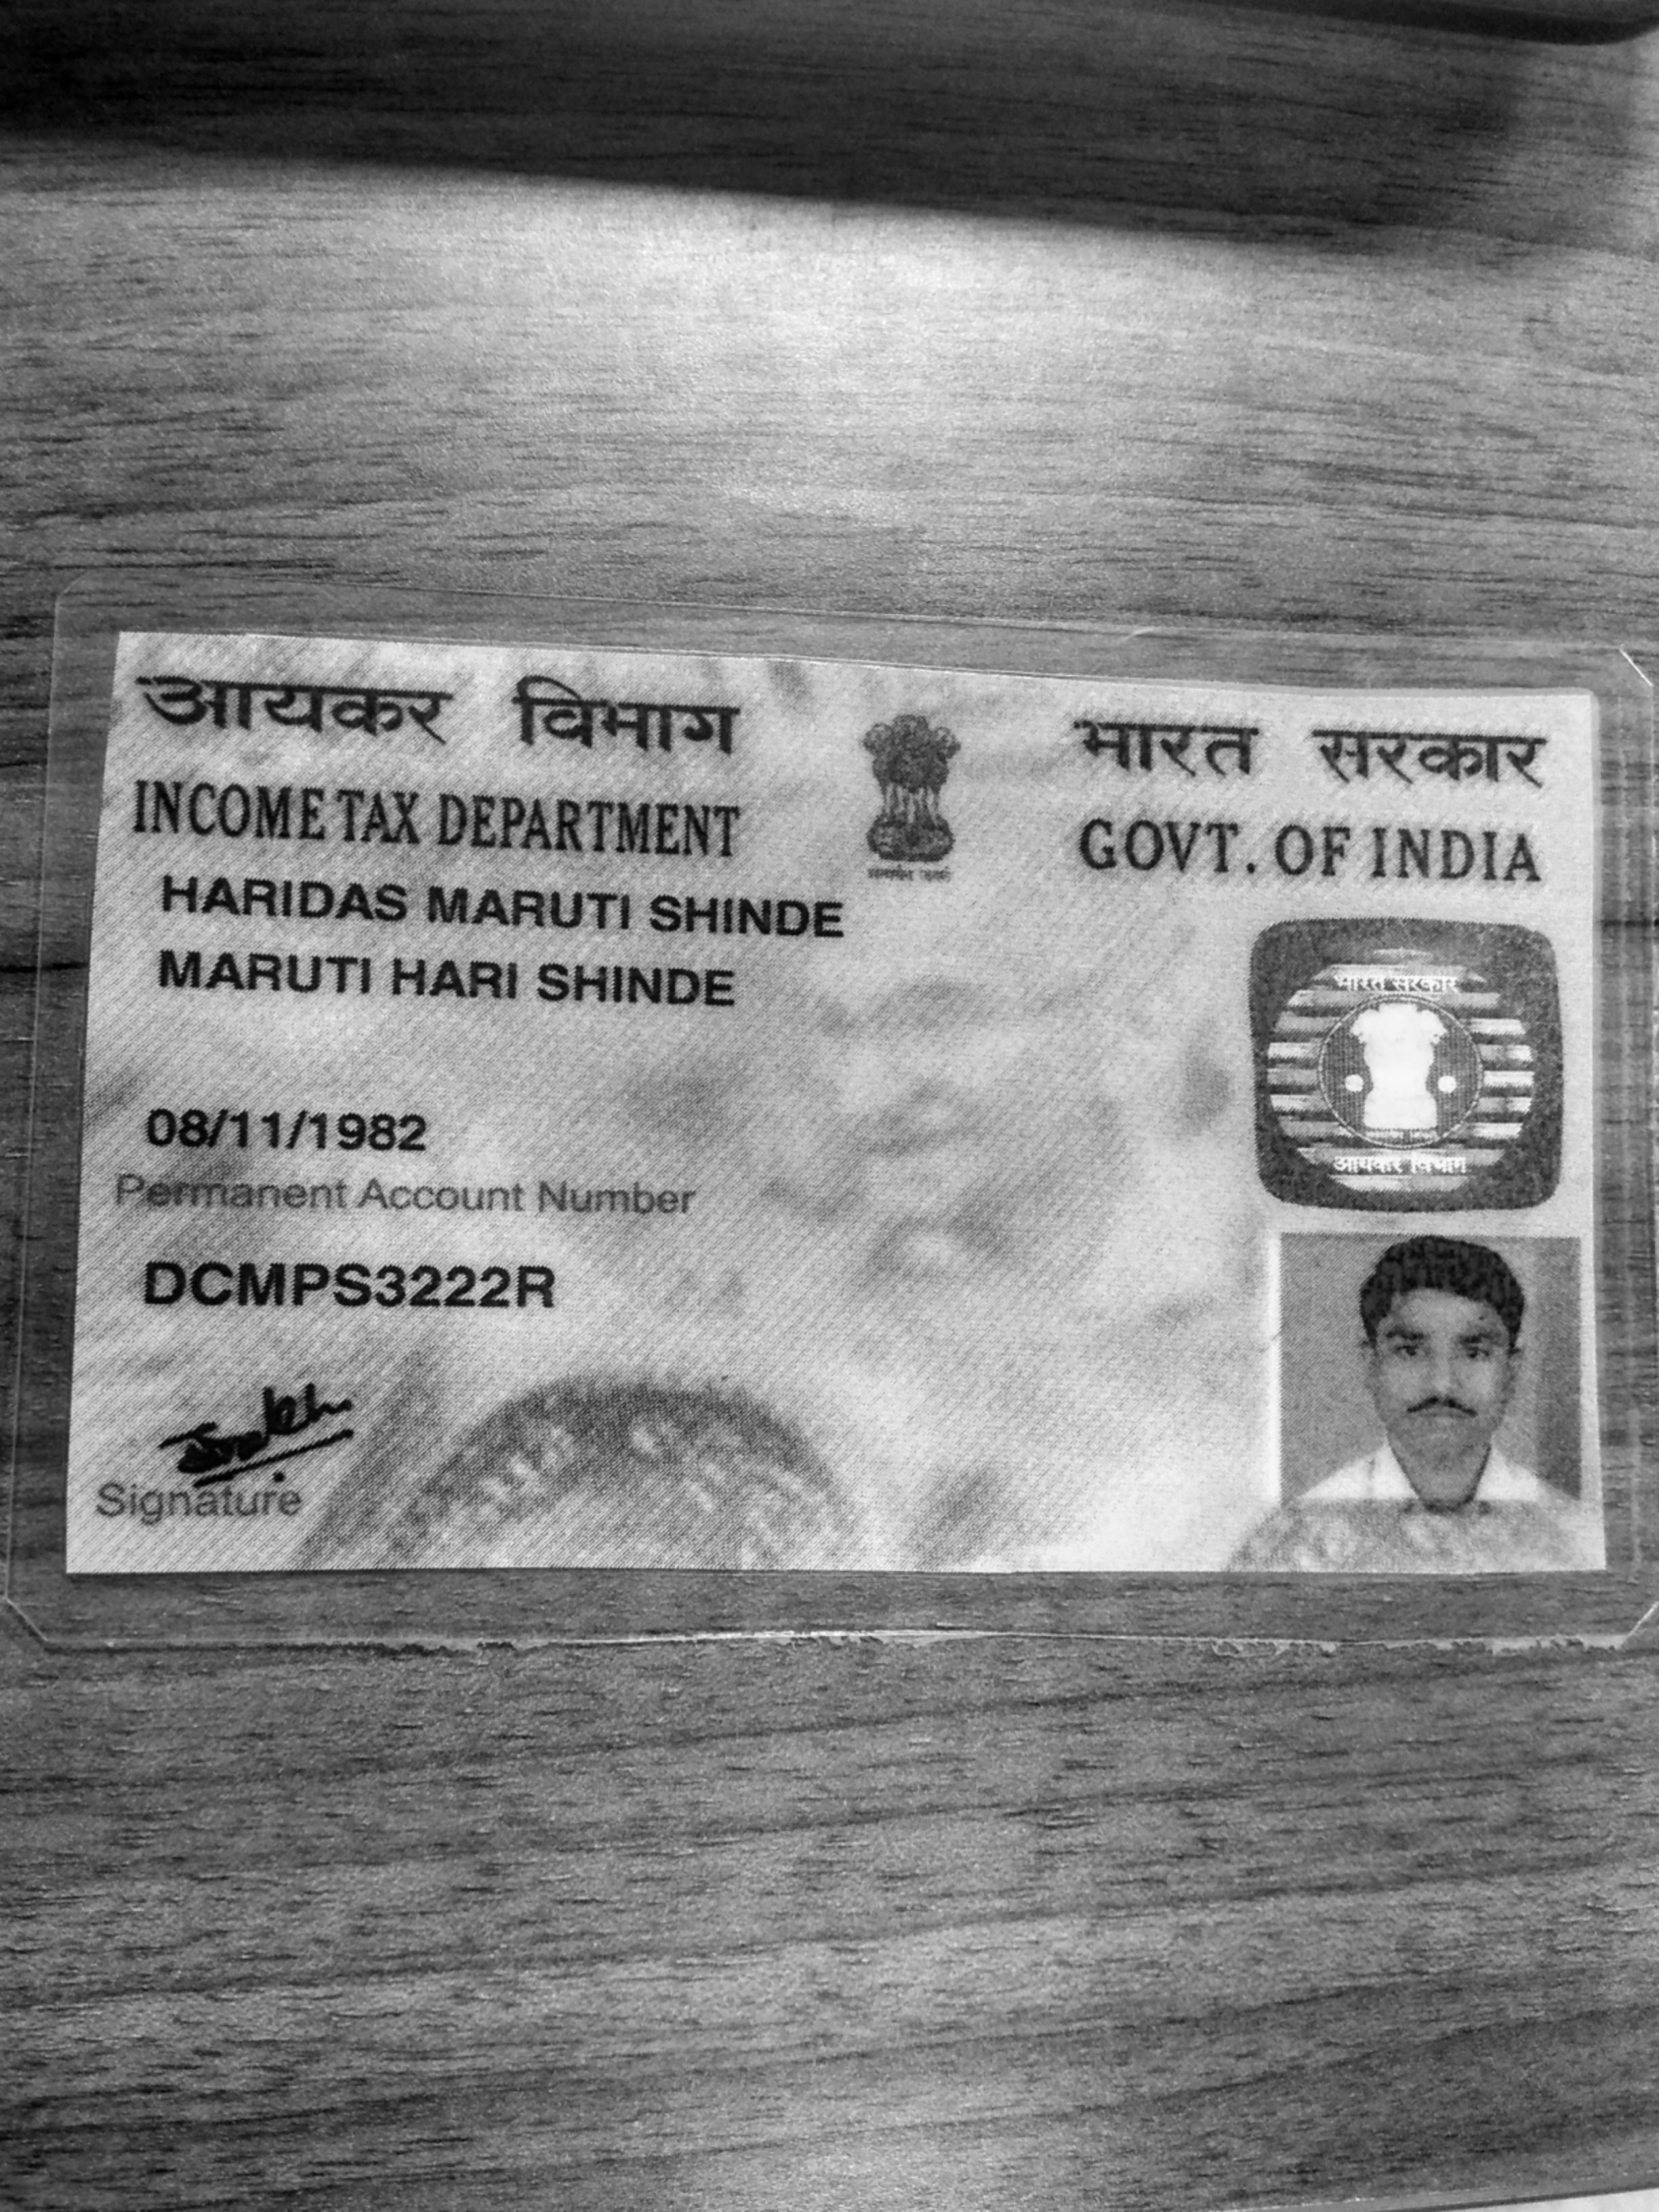 आयकर विभाग
INCOME TAX DEPARTMENT
भारत सरकार
GOVT. OF INDIA
HARIDAS MARUTI SHINDE
MARUTI HARI SHINDE
08/11/1982
Permanent Account Number
DCMPS3222R
Signature
भारत सरकार
आयकर विभाग